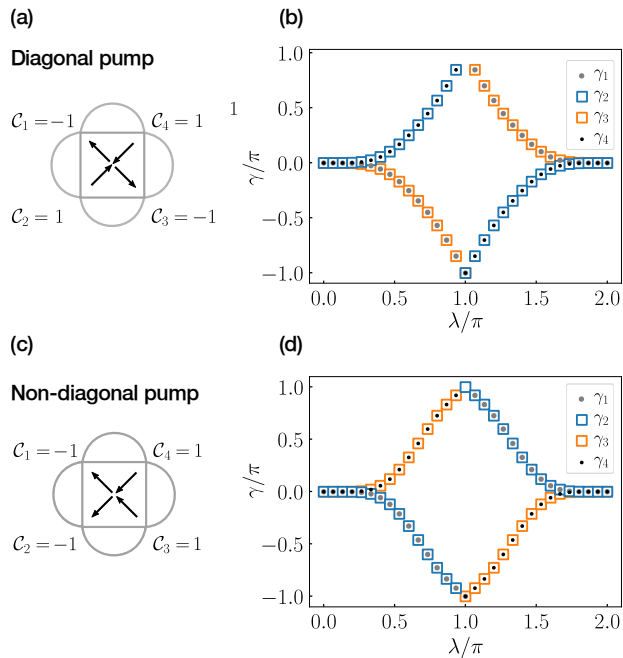 (a)
Diagonal pump
C₁ = −1
C₄ = 1
1
C₂ = 1
C₃ = −1
(b)
1.0
0.5
0.0
−0.5
−1.0
γ/π
γ₁
γ₂
γ₃
γ₄
0.0 0.5 1.0 1.5 2.0
λ/π
(c)
Non-diagonal pump
C₁ = −1
C₄ = 1
C₂ = −1
C₃ = 1
(d)
1.0
0.5
0.0
−0.5
−1.0
γ/π
γ₁
γ₂
γ₃
γ₄
0.0 0.5 1.0 1.5 2.0
λ/π